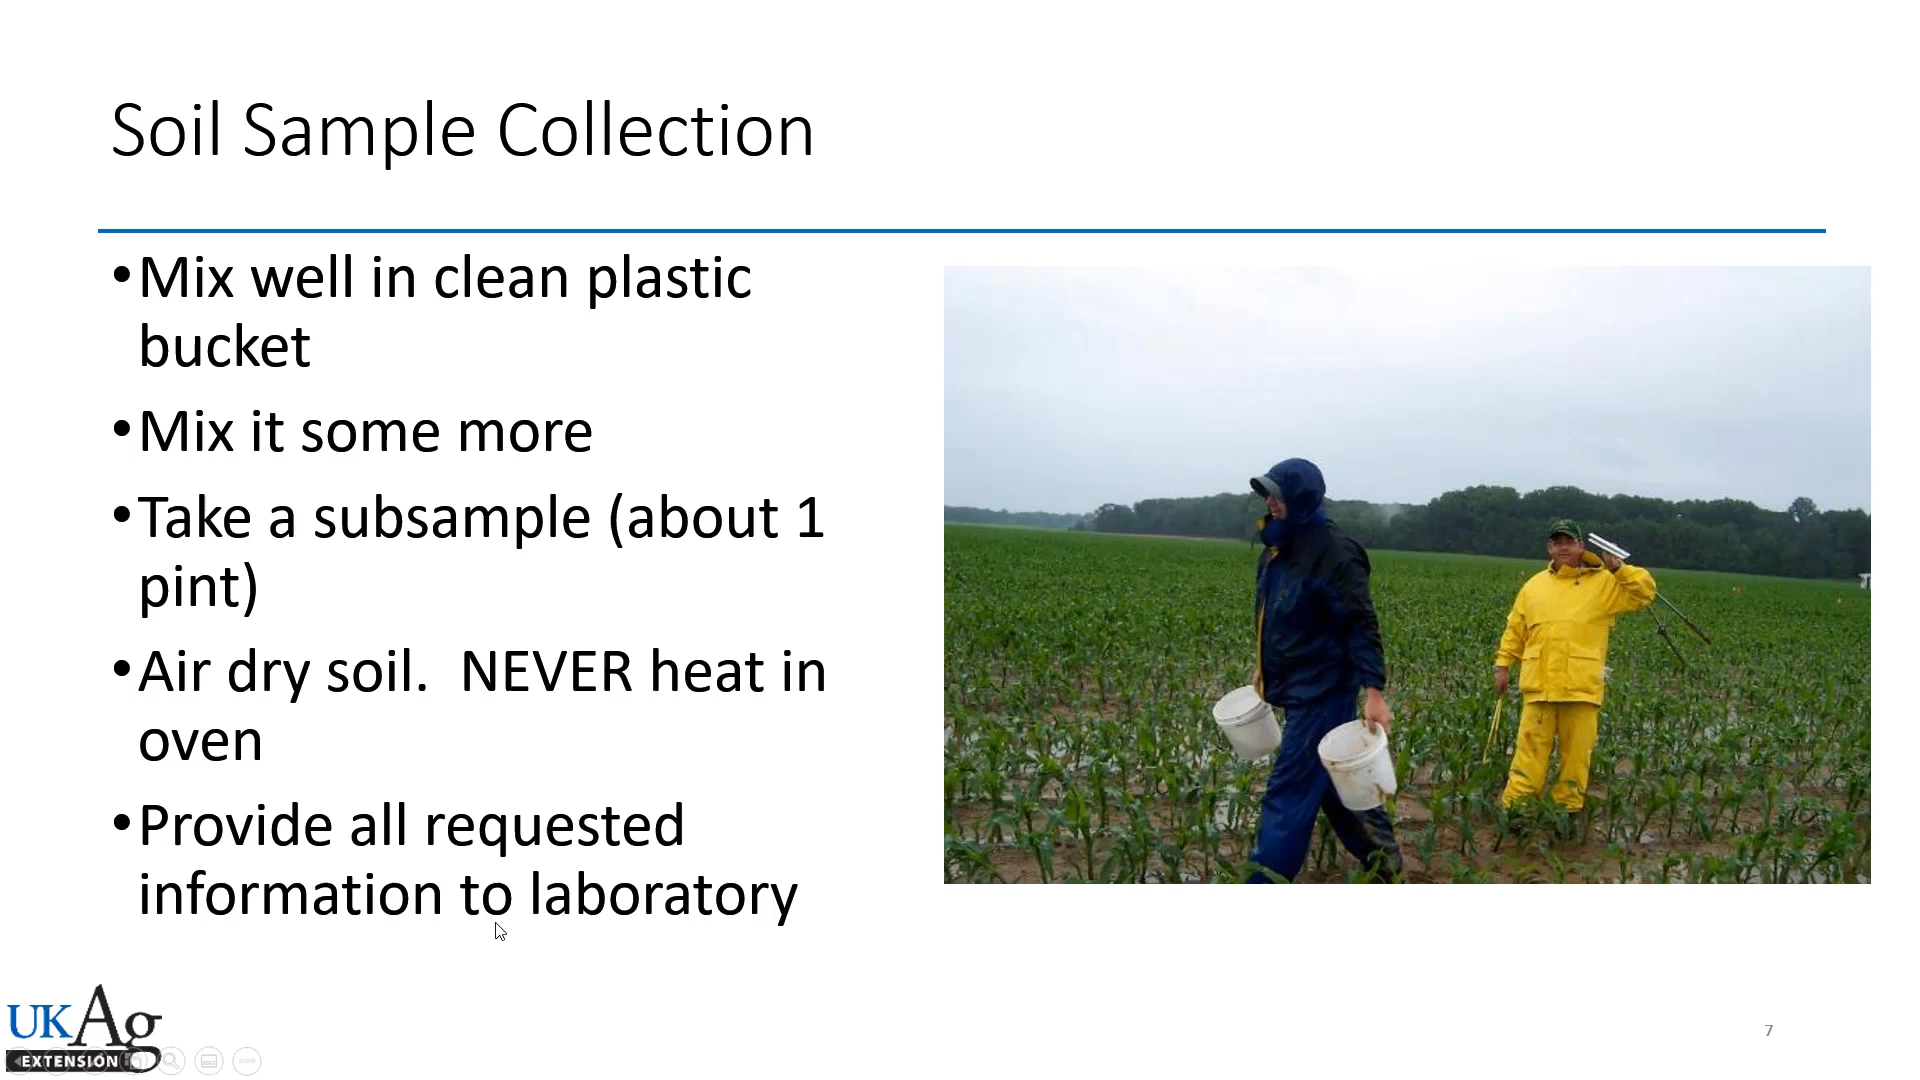 Soil Sample Collection
•Mix well in clean plastic
bucket
•Mix it some more
•Take a subsample (about 1
pint)
•Air dry soil.  NEVER heat in
oven
•Provide all requested
information to laboratory
UKAg
EXTENSION
7